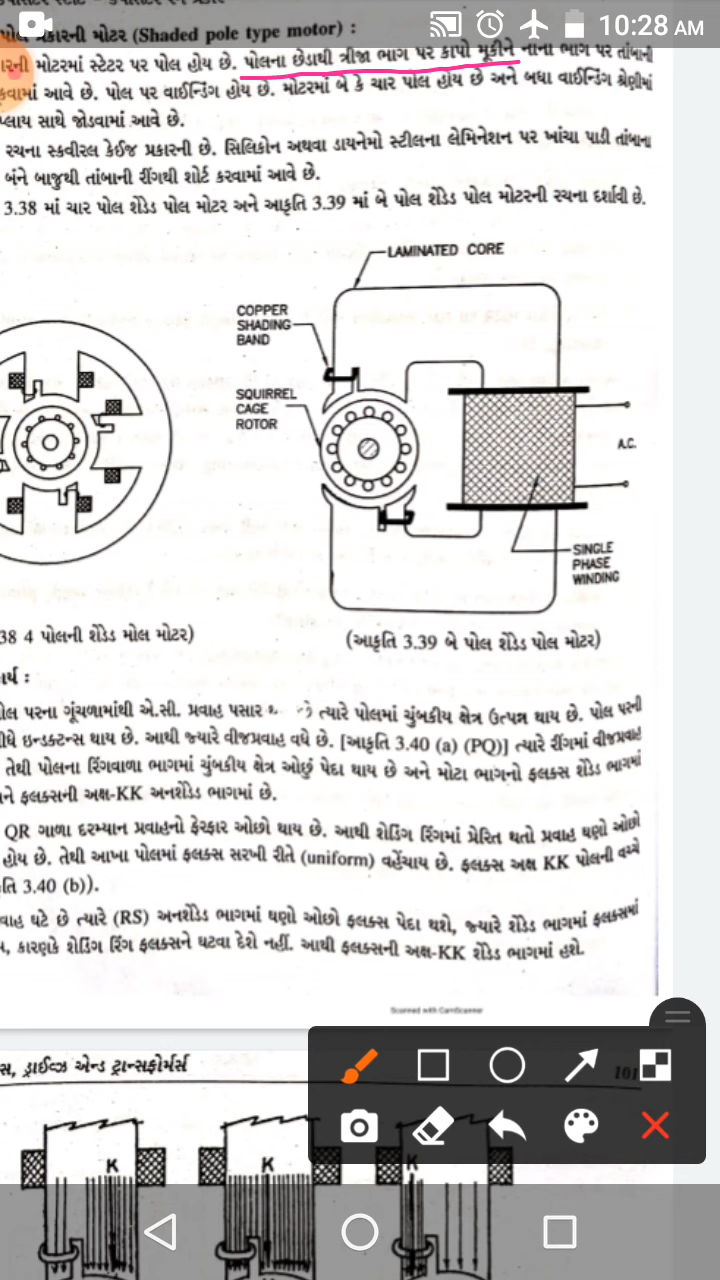 10:28 AM
પોલ પ્રકારની મોટર (Shaded pole type motor) :
ારની મોટરમાં સ્ટેટર પર પોલ હોય છે. પોલના છેડાથી ત્રીજા ભાગ પર કાપો મૂકીને નાના ભાગ પર તાંબાની
કવામાં આવે છે. પોલ પર વાઈન્ડિંગ હોય છે. મોટરમાં બે કે ચાર પોલ હોય છે અને બધા વાઈન્ડિંગ શ્રેણીમાં
પ્લાય સાથે જોડવામાં આવે છે.
રચના સ્કવીરલ કેઈજ પ્રકારની છે. સિલિકોન અથવા ડાયનેમો સ્ટીલના લેમિનેશન પર ખાંચા પાડી તાંબાના
બંને બાજુથી તાંબાની રીંગથી શોર્ટ કરવામાં આવે છે.
3.38 માં ચાર પોલ શેડેડ પોલ મોટર અને આકૃતિ 3.39 માં બે પોલ શેડેડ પોલ મોટરની રચના દર્શાવી છે.
LAMINATED CORE
COPPER
SHADING
BAND
SQUIRREL
CAGE
ROTOR
A.C.
SINGLE
PHASE
WINDING
38 4 પોલની શેડેડ મોલ મોટર)
(આકૃતિ 3.39 બે પોલ શેડેડ પોલ મોટર)
ાર્ય :
પોલ પરના ગૂંચળામાંથી એ.સી. પ્રવાહ પસાર થ છે ત્યારે પોલમાં ચુંબકીય ક્ષેત્ર ઉત્પન્ન થાય છે. પોલ પરની
ીધે ઇન્ડક્ટન્સ થાય છે. આથી જ્યારે વીજપ્રવાહ વધે છે. [આકૃતિ 3.40 (a) (PQ)] ત્યારે રીંગમાં વીજપ્રવાહ
તેથી પોલના રિંગવાળા ભાગમાં ચુંબકીય ક્ષેત્ર ઓછું પેદા થાય છે અને મોટા ભાગનો ફલક્સ શેડેડ ભાગમાં
ને ફલક્સની અક્ષ-KK અનશેડેડ ભાગમાં છે.
QR ગાળા દરમ્યાન પ્રવાહનો ફેરફાર ઓછો થાય છે. આથી શેડિંગ રિંગમાં પ્રેરિત થતો પ્રવાહ ઘણો ઓછો
હોય છે. તેથી આખા પોલમાં ફલક્સ સરખી રીતે (uniform) વહેંચાય છે. ફલક્સ અક્ષ KK પોલની વચ્ચે
તિ 3.40 (b)).
વાહ ઘટે છે ત્યારે (RS) અનશેડેડ ભાગમાં ઘણો ઓછો ફલક્સ પેદા થશે, જ્યારે શેડેડ ભાગમાં ફલક્સમાં
કારણકે શેડિંગ રિંગ ફલક્સને ઘટવા દેશે નહીં. આથી ફલક્સની અક્ષ-KK શેડેડ ભાગમાં હશે.
Scanned with CamScanner
સ, ડ્રાઈવ્ઝ એન્ડ ટ્રાન્સફોર્મર્સ
101
K
K
K
K